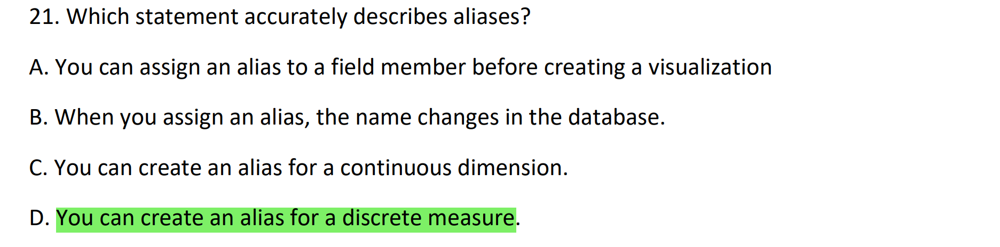 21. Which statement accurately describes aliases?
A. You can assign an alias to a field member before creating a visualization
B. When you assign an alias, the name changes in the database.
C. You can create an alias for a continuous dimension.
D. You can create an alias for a discrete measure.